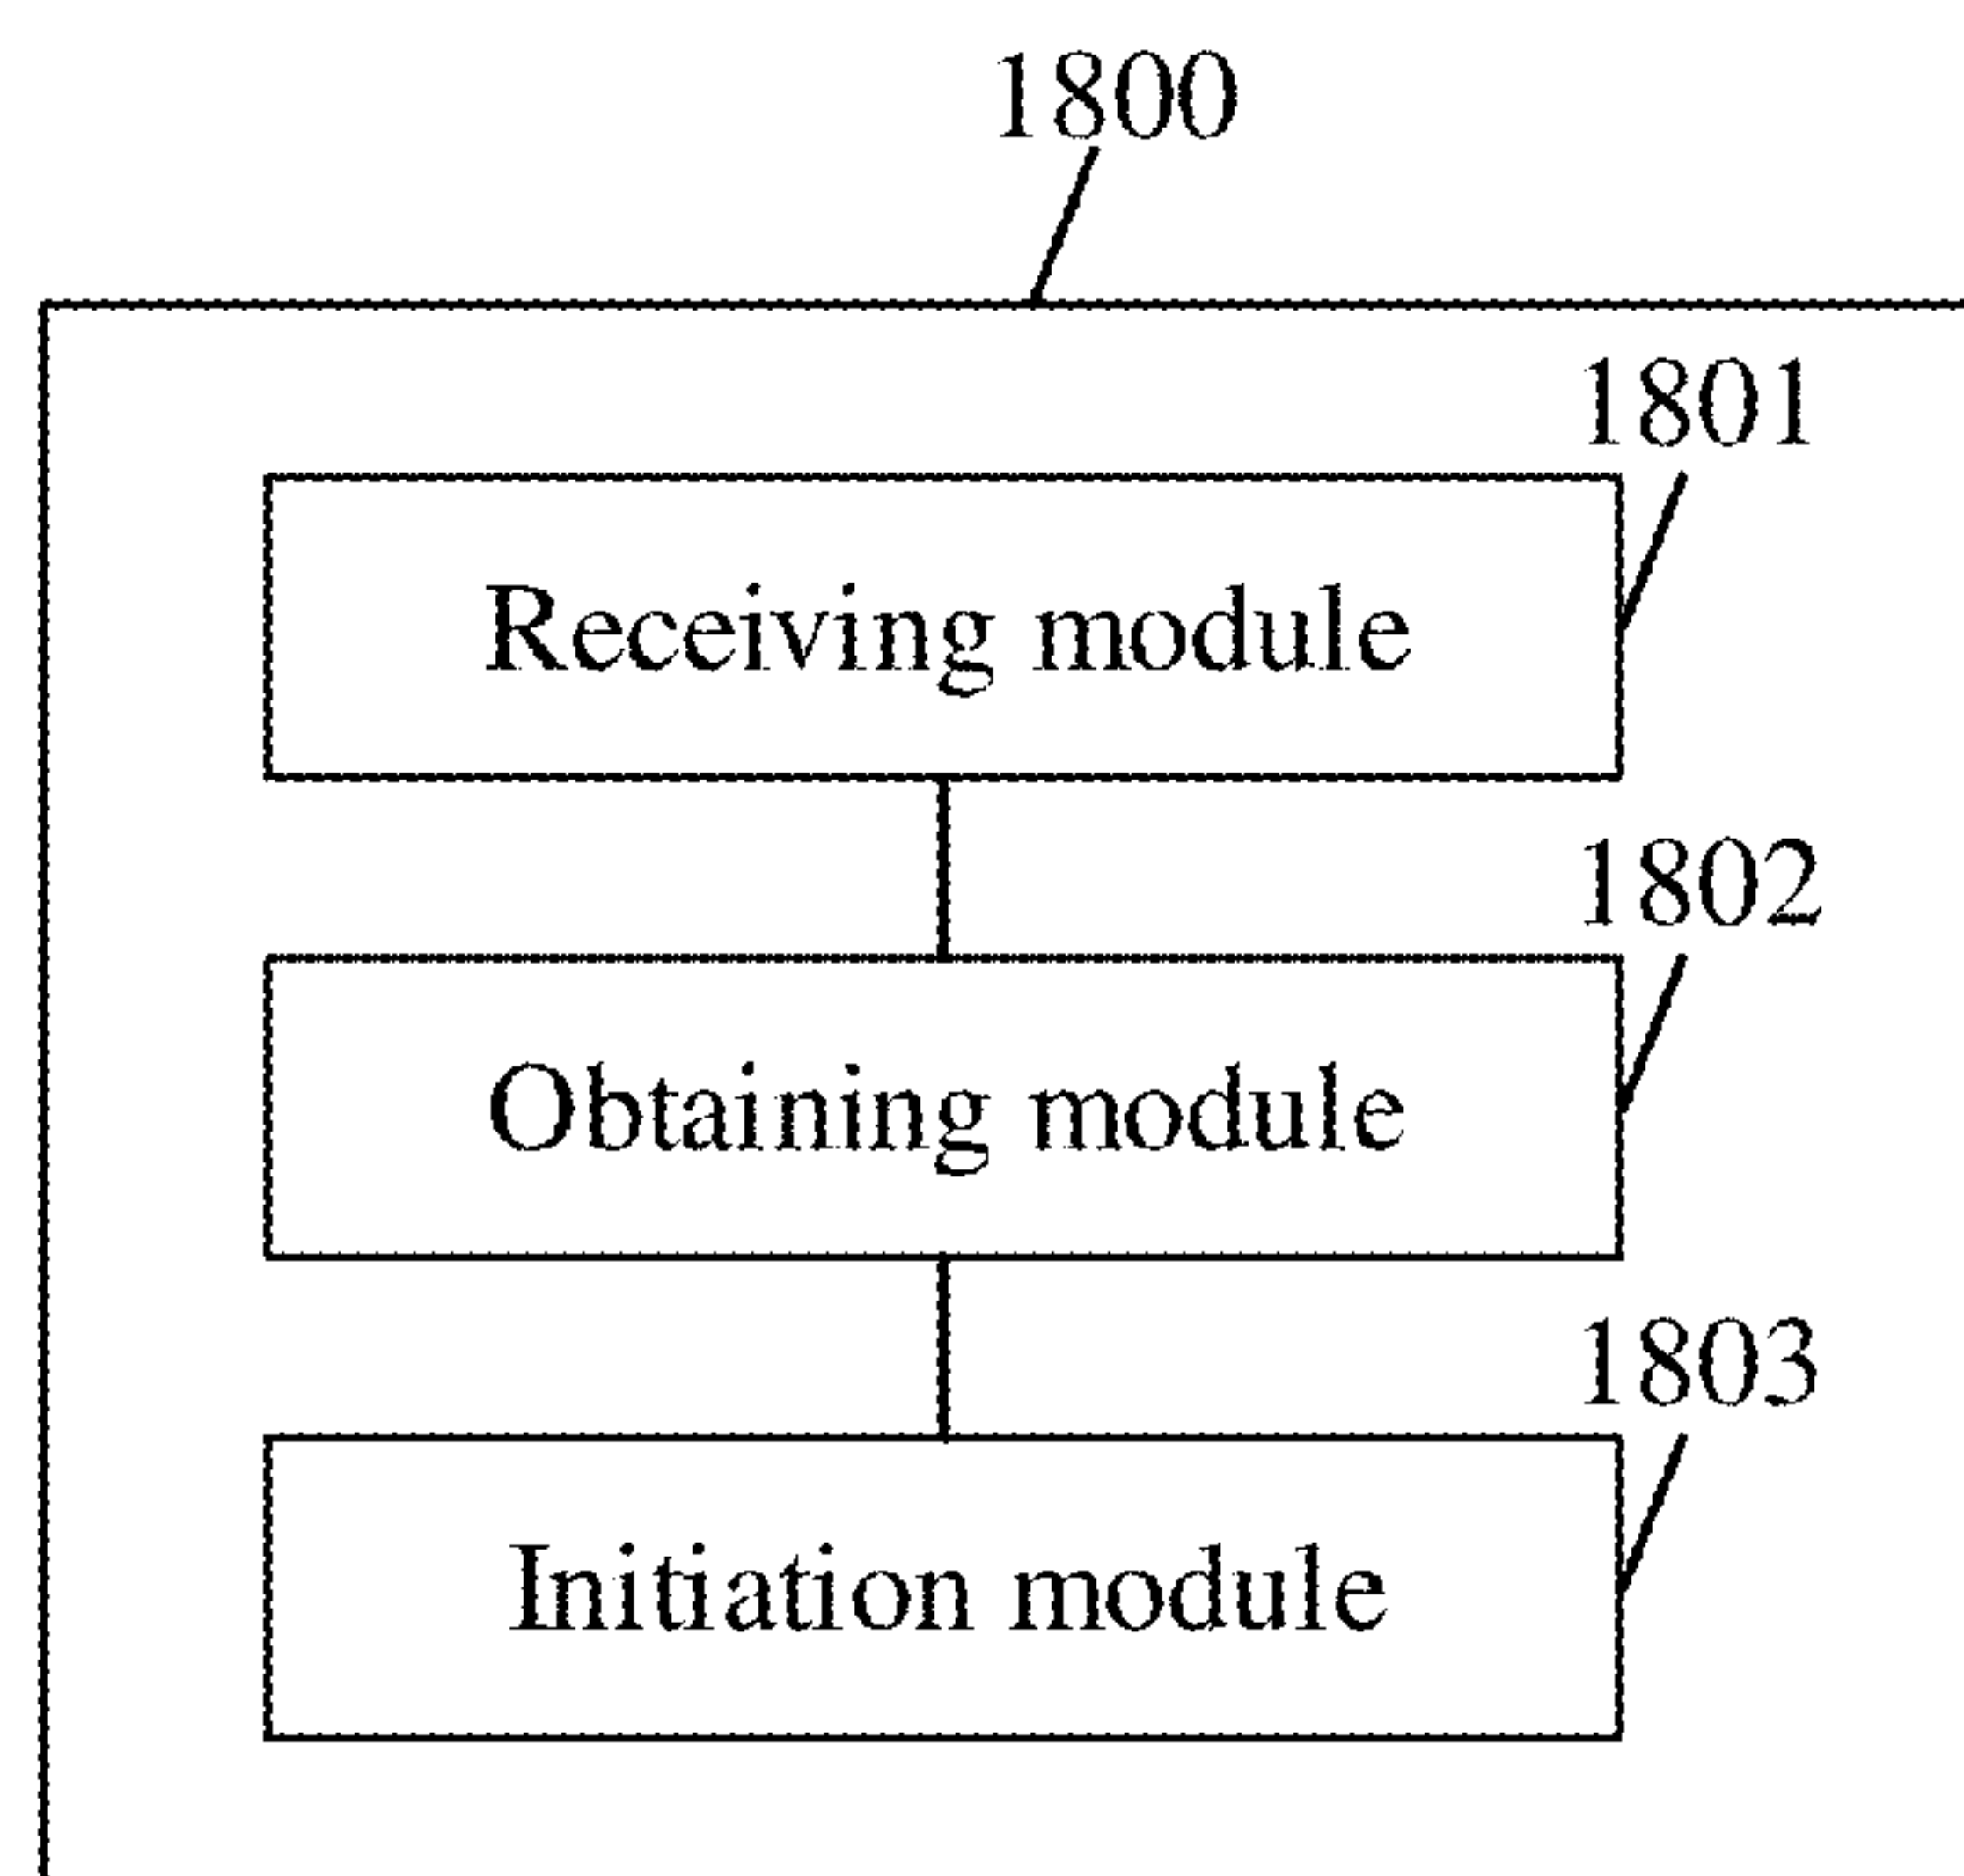 1800
1801
Receiving module
1802
Obtaining module
1803
Initiation module